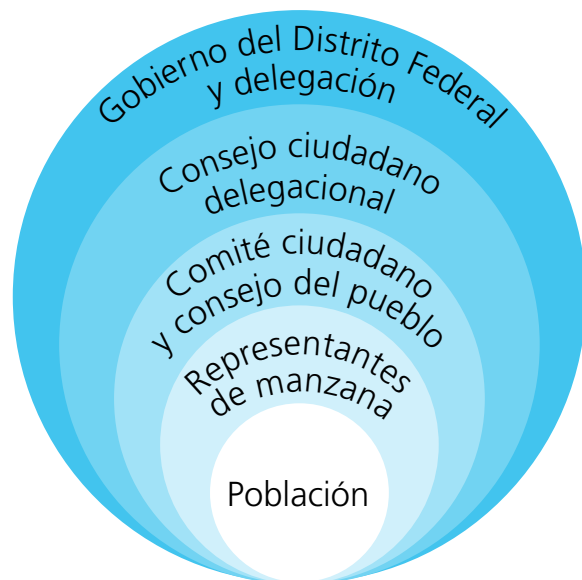 Gobierno del Distrito Federal
y delegación
Consejo ciudadano
delegacional
Comité ciudadano
y consejo del pueblo
Representantes
de manzana
Población